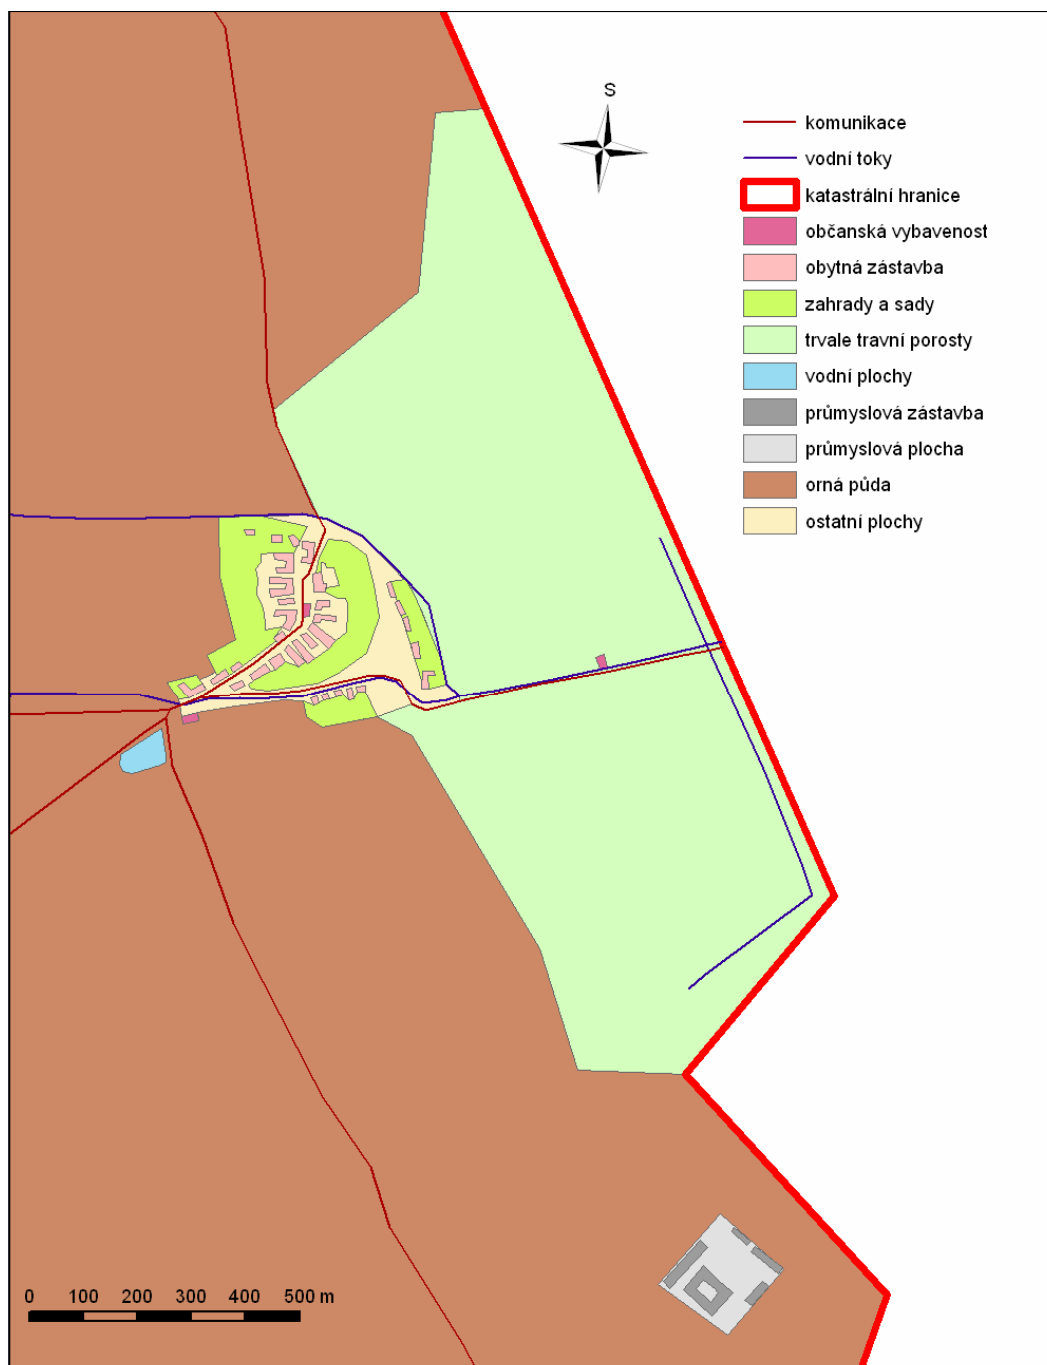 S
komunikace
vodní toky
katastrální hranice
občanská vybavenost
obytná zástavba
zahrady a sady
trvale travní porosty
vodní plochy
průmyslová zástavba
průmyslová plocha
orná půda
ostatní plochy
0 100 200 300 400 500 m